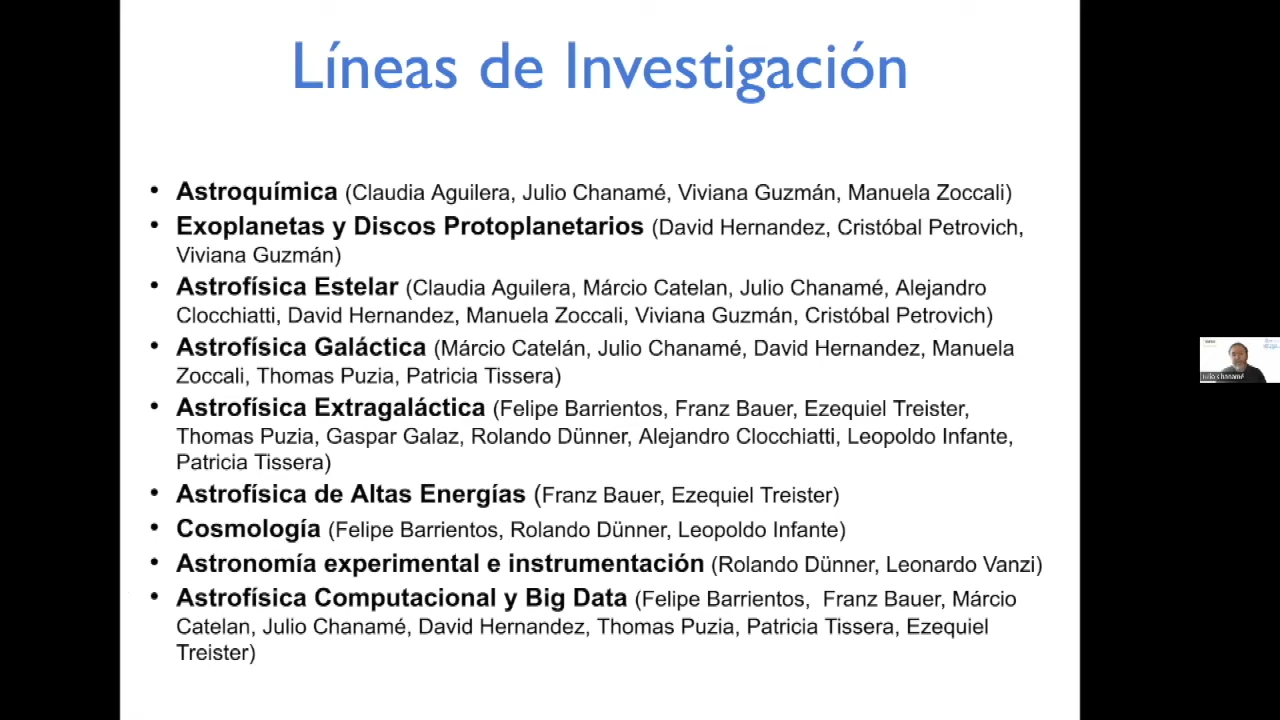 Líneas de Investigación
• Astroquímica (Claudia Aguilera, Julio Chanamé, Viviana Guzmán, Manuela Zoccali)
• Exoplanetas y Discos Protoplanetarios (David Hernandez, Cristóbal Petrovich,
Viviana Guzmán)
• Astrofísica Estelar (Claudia Aguilera, Márcio Catelan, Julio Chanamé, Alejandro
Clocchiatti, David Hernandez, Manuela Zoccali, Viviana Guzmán, Cristóbal Petrovich)
• Astrofísica Galáctica (Márcio Catelán, Julio Chanamé, David Hernandez, Manuela
Zoccali, Thomas Puzia, Patricia Tissera)
• Astrofísica Extragaláctica (Felipe Barrientos, Franz Bauer, Ezequiel Treister,
Thomas Puzia, Gaspar Galaz, Rolando Dünner, Alejandro Clocchiatti, Leopoldo Infante,
Patricia Tissera)
• Astrofísica de Altas Energías (Franz Bauer, Ezequiel Treister)
• Cosmología (Felipe Barrientos, Rolando Dünner, Leopoldo Infante)
• Astronomía experimental e instrumentación (Rolando Dünner, Leonardo Vanzi)
• Astrofísica Computacional y Big Data (Felipe Barrientos, Franz Bauer, Márcio
Catelan, Julio Chanamé, David Hernandez, Thomas Puzia, Patricia Tissera, Ezequiel
Treister)
Julio Chanamé